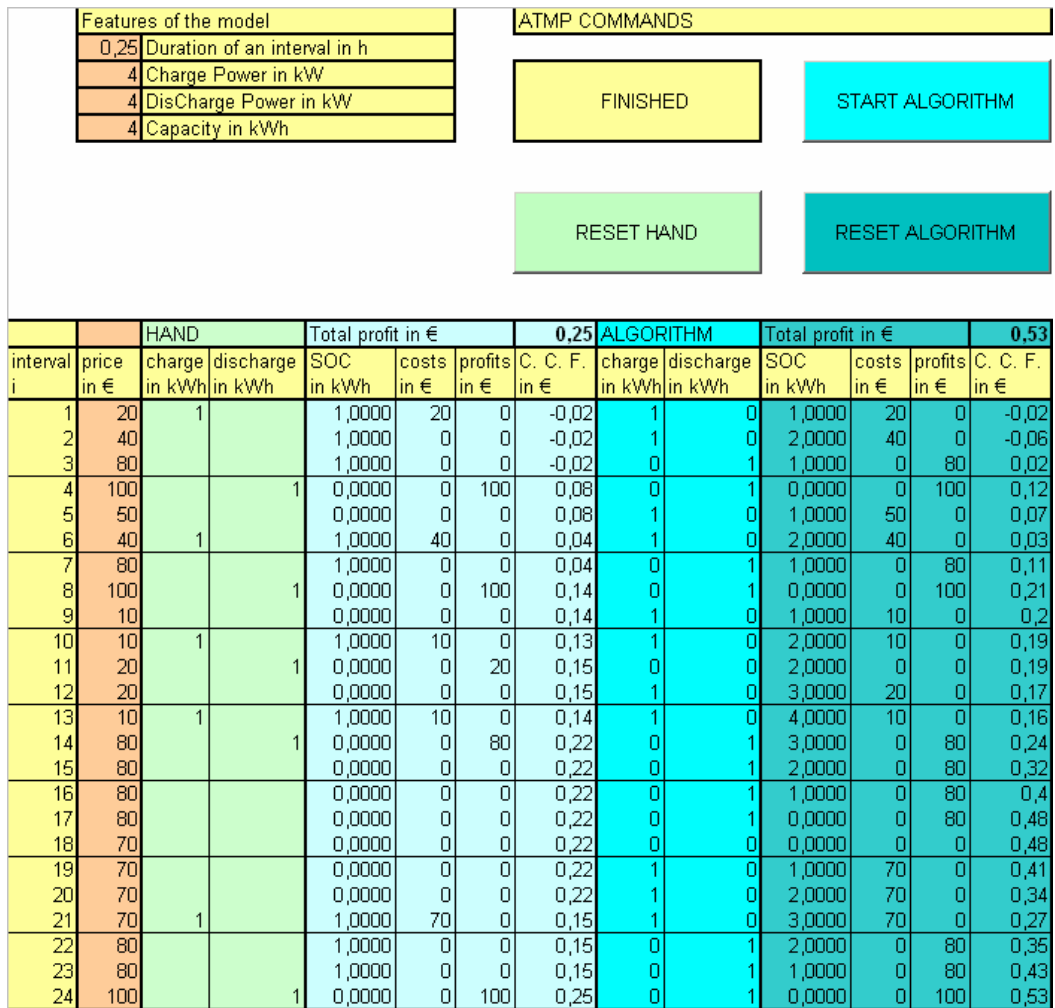 Features of the model
0,25 Duration of an interval in h
4 Charge Power in kW
4 DisCharge Power in kW
4 Capacity in kWh
ATMP COMMANDS
FINISHED START ALGORITHM
RESET HAND RESET ALGORITHM
HAND Total profit in € 0,25 ALGORITHM Total profit in € 0,53
interval price charge discharge SOC costs profits C. C. F. charge discharge SOC costs profits C. C. F.
i in € in kWh in kWh in kWh in € in € in € in kWh in kWh in kWh in € in € in €
1 20 1 1,0000 20 0 -0,02 1 0 1,0000 20 0 -0,02
2 40 1,0000 0 0 -0,02 1 0 2,0000 40 0 -0,06
3 80 1,0000 0 0 -0,02 0 1 1,0000 0 80 0,02
4 100 1 0,0000 0 100 0,08 0 1 0,0000 0 100 0,12
5 50 0,0000 0 0 0,08 1 0 1,0000 50 0 0,07
6 40 1 1,0000 40 0 0,04 1 0 2,0000 40 0 0,03
7 80 1,0000 0 0 0,04 0 1 1,0000 0 80 0,11
8 100 1 0,0000 0 100 0,14 0 1 0,0000 0 100 0,21
9 10 0,0000 0 0 0,14 1 0 1,0000 10 0 0,2
10 10 1 1,0000 10 0 0,13 1 0 2,0000 10 0 0,19
11 20 1 0,0000 0 20 0,15 0 0 2,0000 0 0 0,19
12 20 0,0000 0 0 0,15 1 0 3,0000 20 0 0,17
13 10 1 1,0000 10 0 0,14 1 0 4,0000 10 0 0,16
14 80 1 0,0000 0 80 0,22 0 1 3,0000 0 80 0,24
15 80 0,0000 0 0 0,22 0 1 2,0000 0 80 0,32
16 80 0,0000 0 0 0,22 0 1 1,0000 0 80 0,4
17 80 0,0000 0 0 0,22 0 1 0,0000 0 80 0,48
18 70 0,0000 0 0 0,22 0 0 0,0000 0 0 0,48
19 70 0,0000 0 0 0,22 1 0 1,0000 70 0 0,41
20 70 0,0000 0 0 0,22 1 0 2,0000 70 0 0,34
21 70 1 1,0000 70 0 0,15 1 0 3,0000 70 0 0,27
22 80 1,0000 0 0 0,15 0 1 2,0000 0 80 0,35
23 80 1,0000 0 0 0,15 0 1 1,0000 0 80 0,43
24 100 1 0,0000 0 100 0,25 0 1 0,0000 0 100 0,53